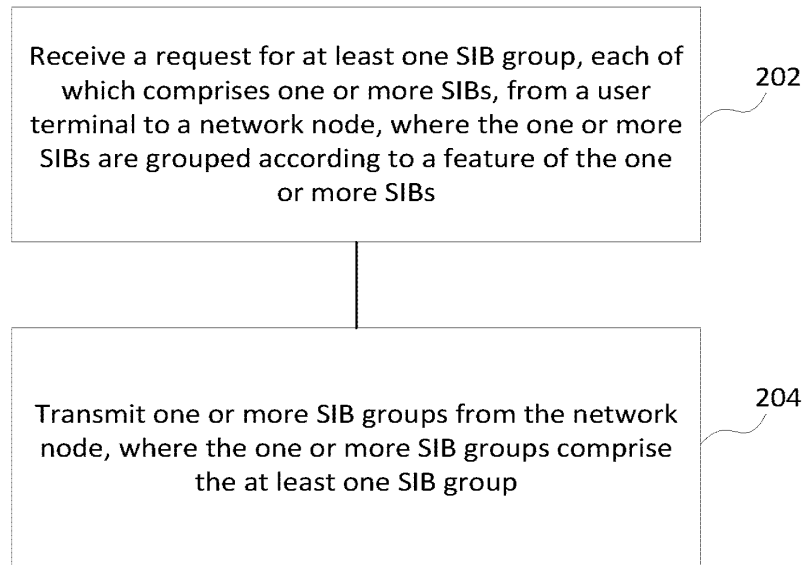 Receive a request for at least one SIB group, each of
which comprises one or more SIBs, from a user
terminal to a network node, where the one or more
SIBs are grouped according to a feature of the one
or more SIBs
202
Transmit one or more SIB groups from the network
node, where the one or more SIB groups comprise
the at least one SIB group
204